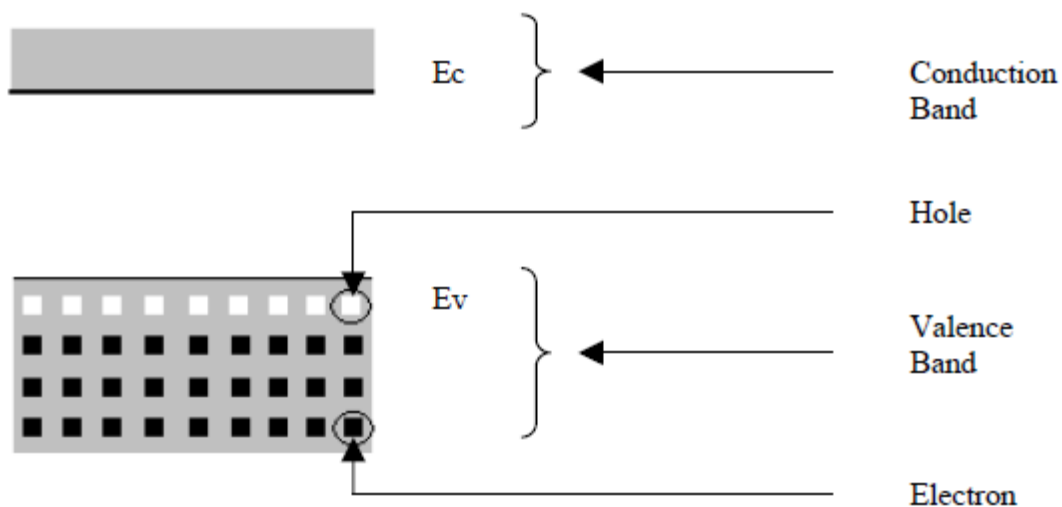 Ec
Conduction
Band
Hole
Ev
Valence
Band
Electron